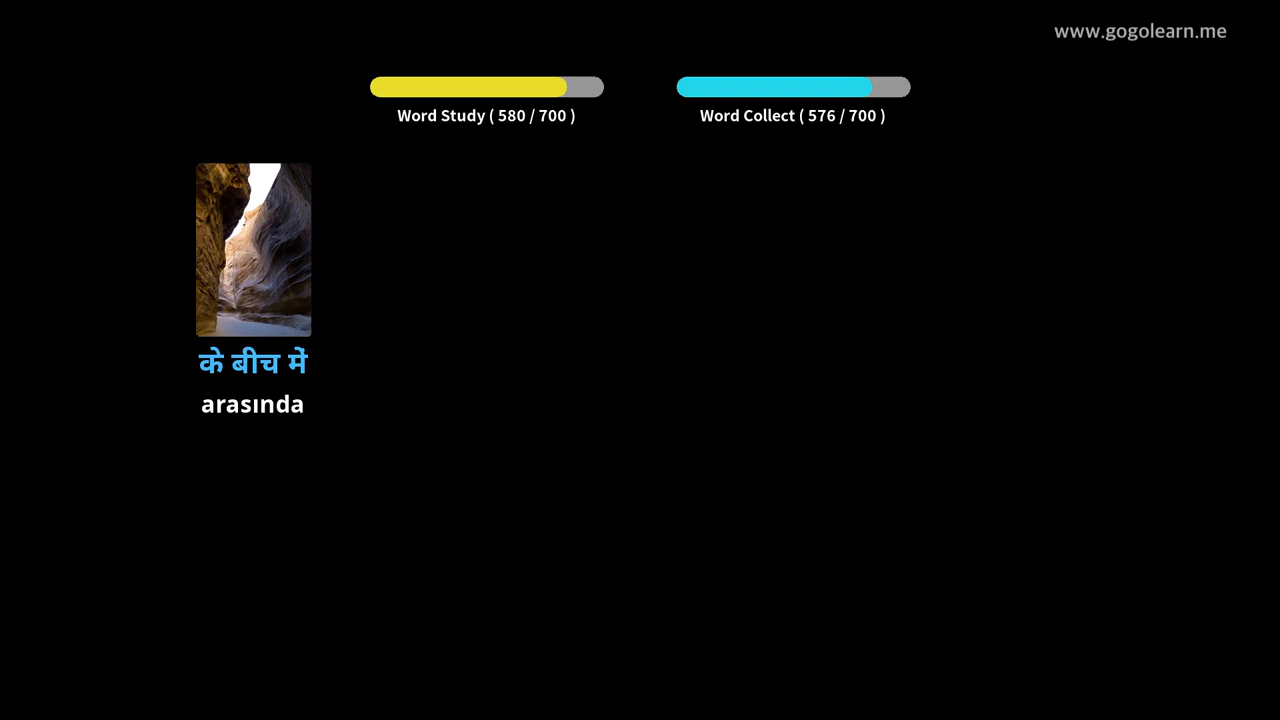 www.gogolearn.me
Word Study ( 580 / 700 )
Word Collect ( 576 / 700 )
के बीच में
arasında